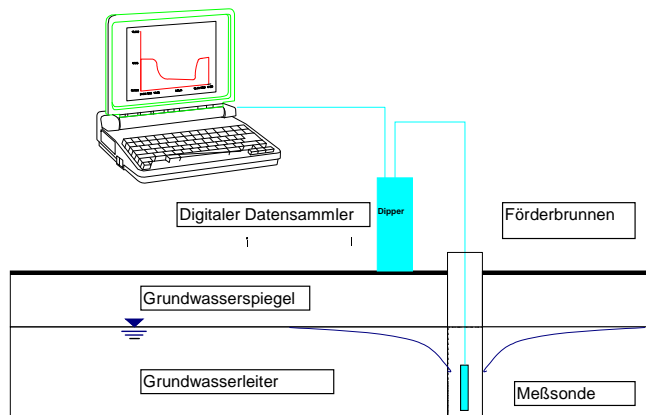 Digitaler Datensammler
Dipper
Förderbrunnen
Grundwasserspiegel
Grundwasserleiter
Meßsonde